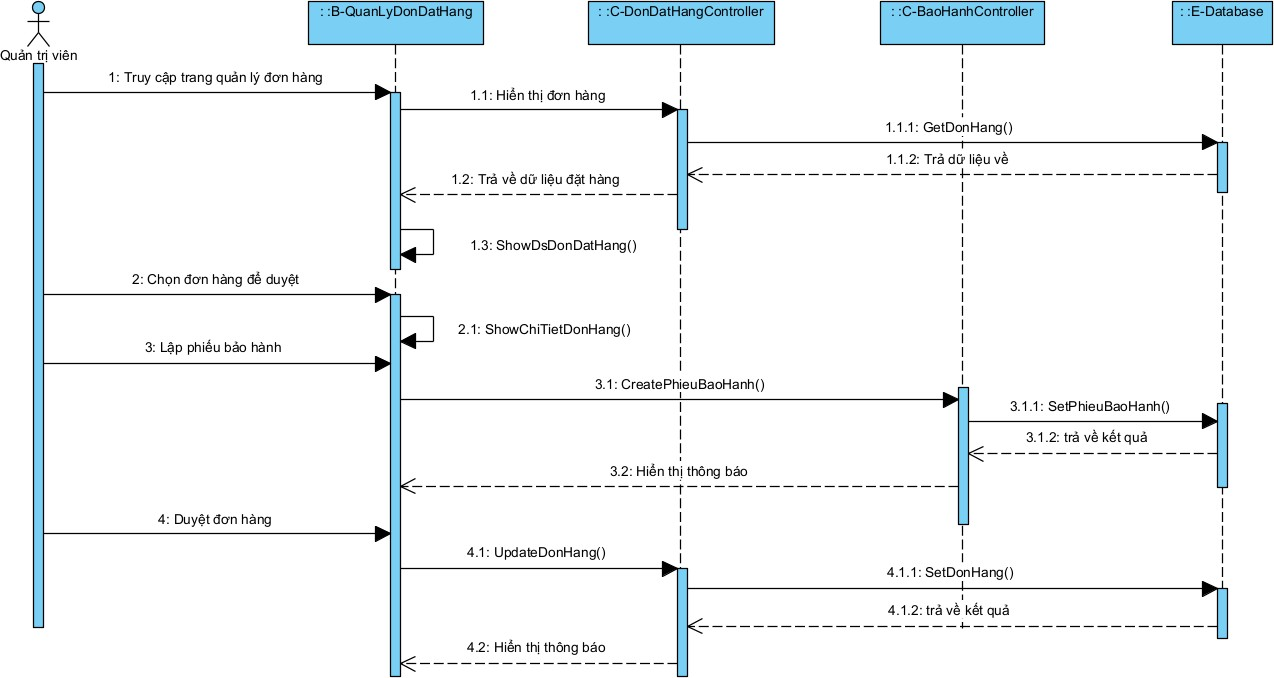 : :B-QuanLyDonDatHang
: :C-DonDatHangController
: :C-BaoHanhController
: :E-Database
Quản trị viên
1: Truy cập trang quản lý đơn hàng
1.1: Hiển thị đơn hàng
1.1.1: GetDonHang()
1.1.2: Trả dữ liệu về
1.2: Trả về dữ liệu đặt hàng
1.3: ShowDsDonDatHang()
2: Chọn đơn hàng để duyệt
2.1: ShowChiTietDonHang()
3: Lập phiếu bảo hành
3.1: CreatePhieuBaoHanh()
3.1.1: SetPhieuBaoHanh()
3.1.2: trả về kết quả
3.2: Hiển thị thông báo
4: Duyệt đơn hàng
4.1: UpdateDonHang()
4.1.1: SetDonHang()
4.1.2: trả về kết quả
4.2: Hiển thị thông báo